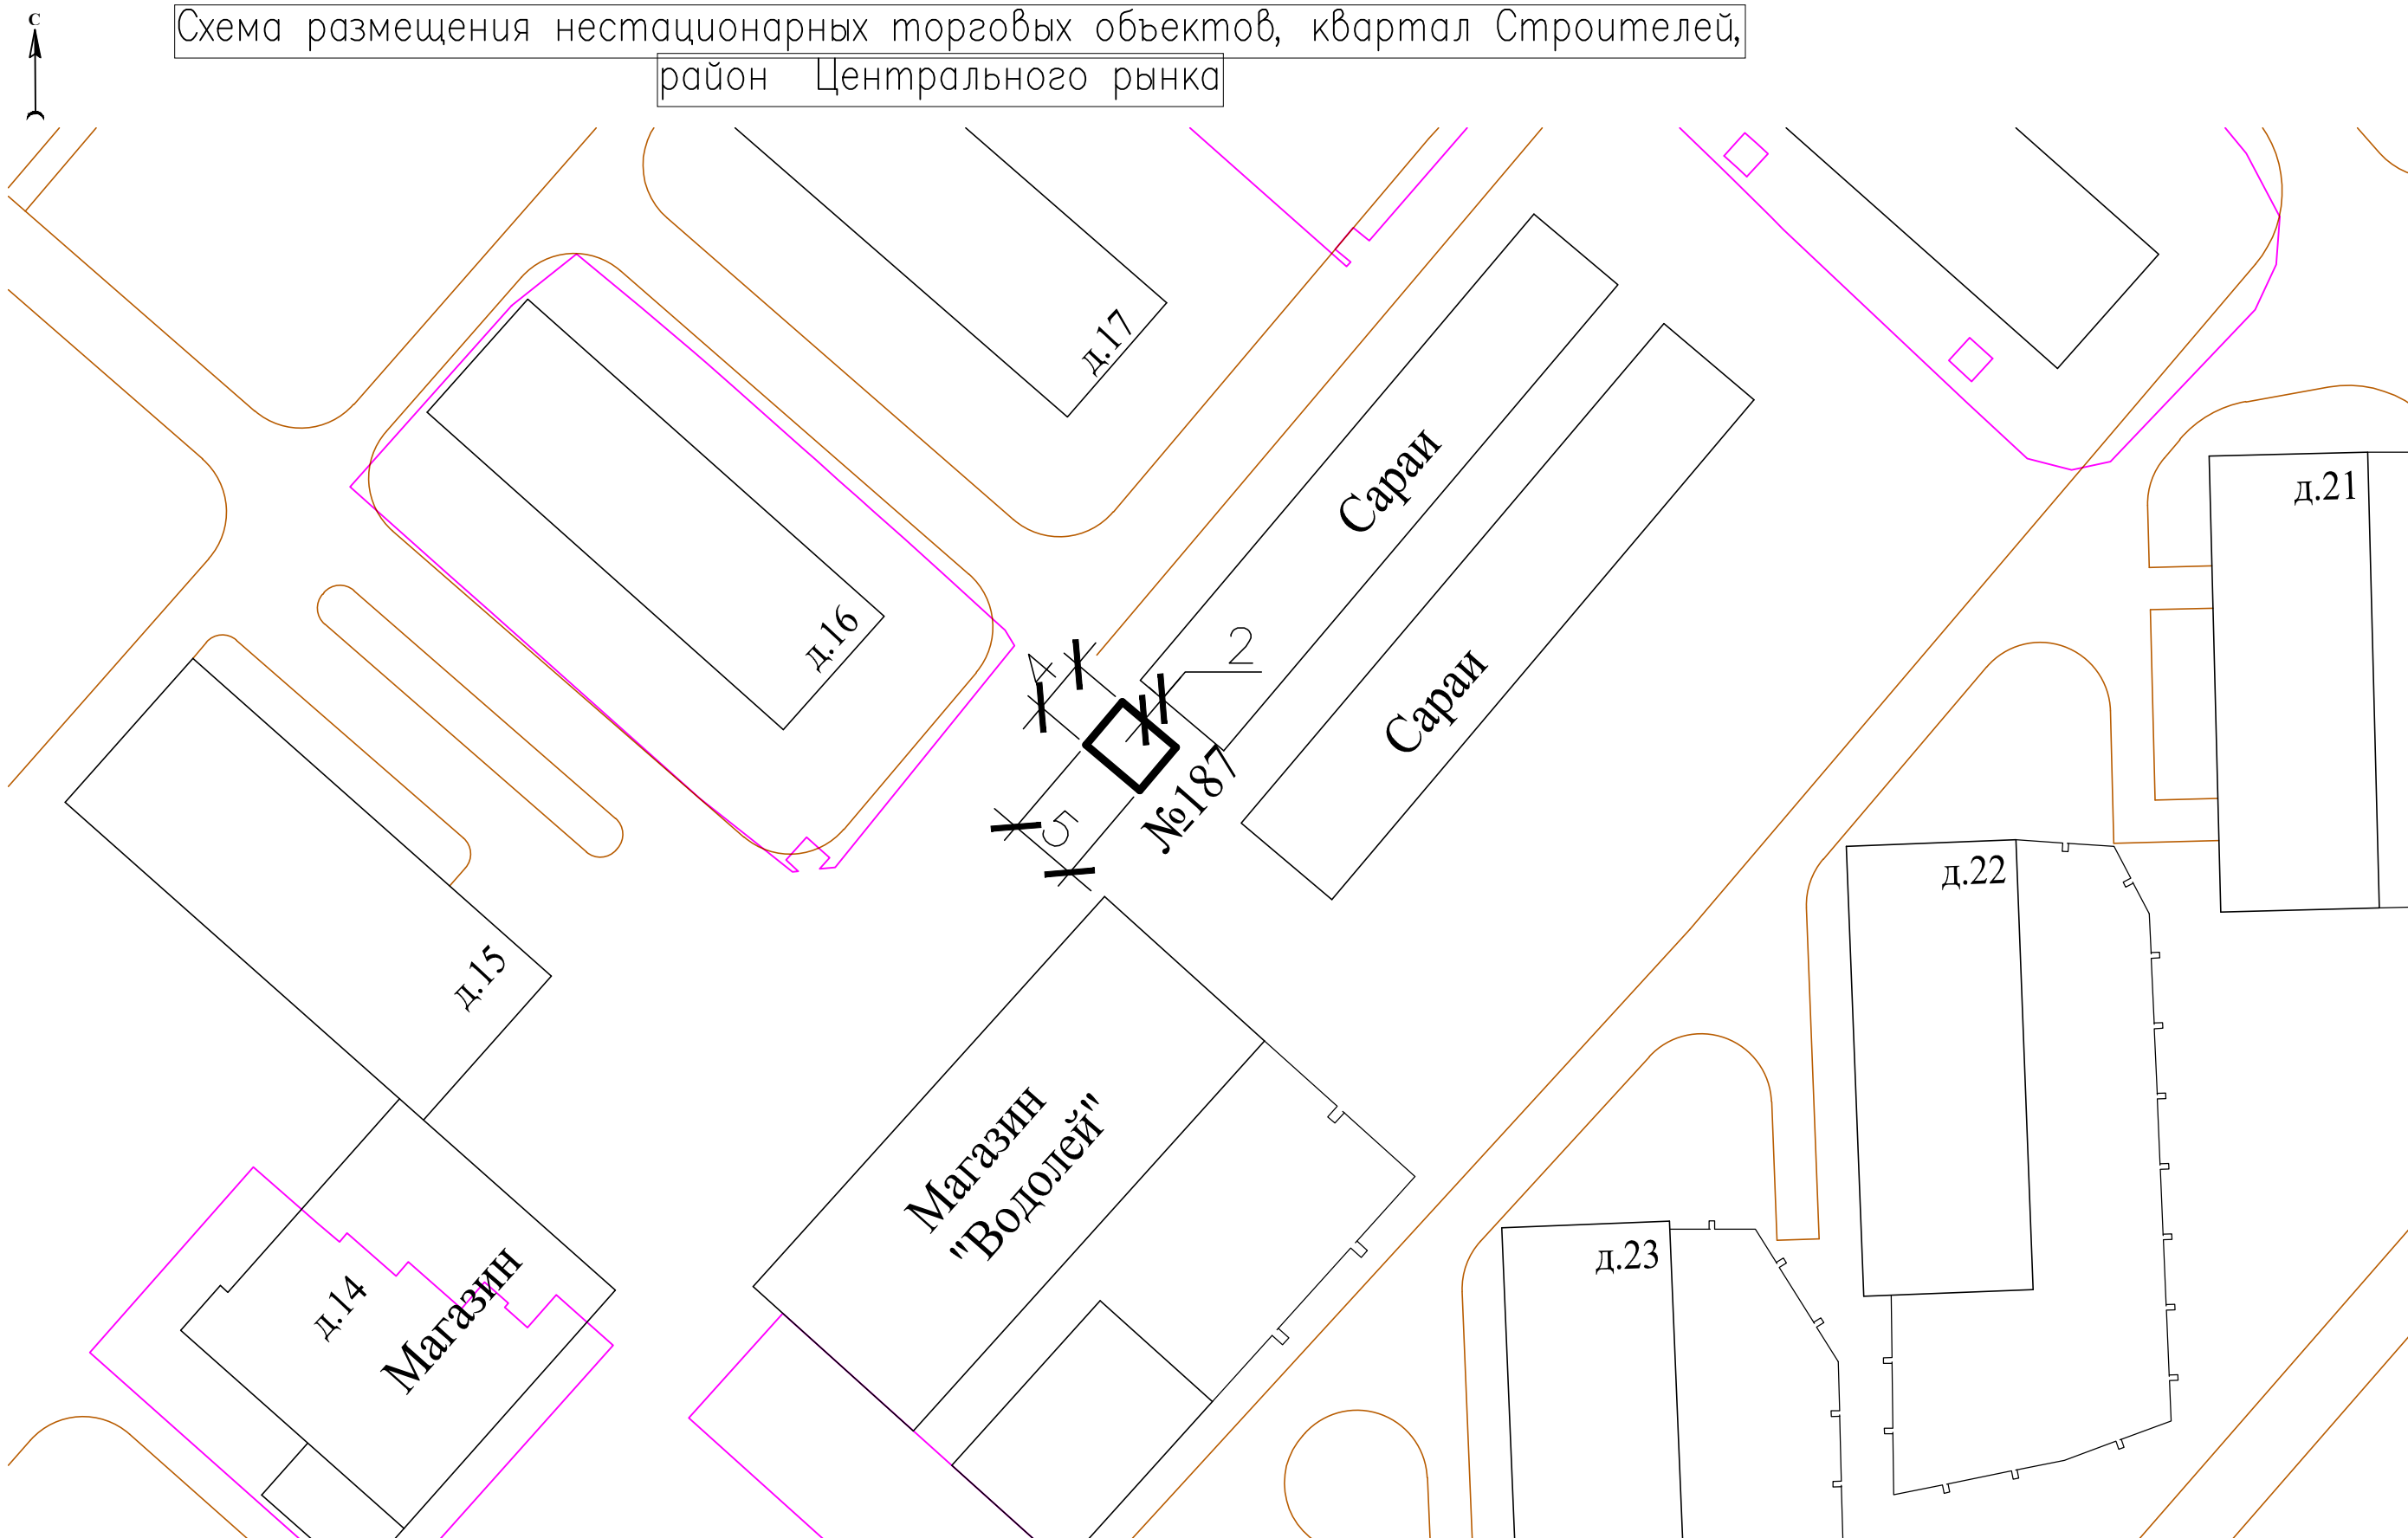 с
Схема размещения нестационарных торговых объектов, квартал Строителей,
район Центрального рынка
д.17
Сараи
д.21
д.16
4
2
Сараи
№187
5
д.22
д.15
Магазин
"Водолей"
д.23
д.14
Магазин